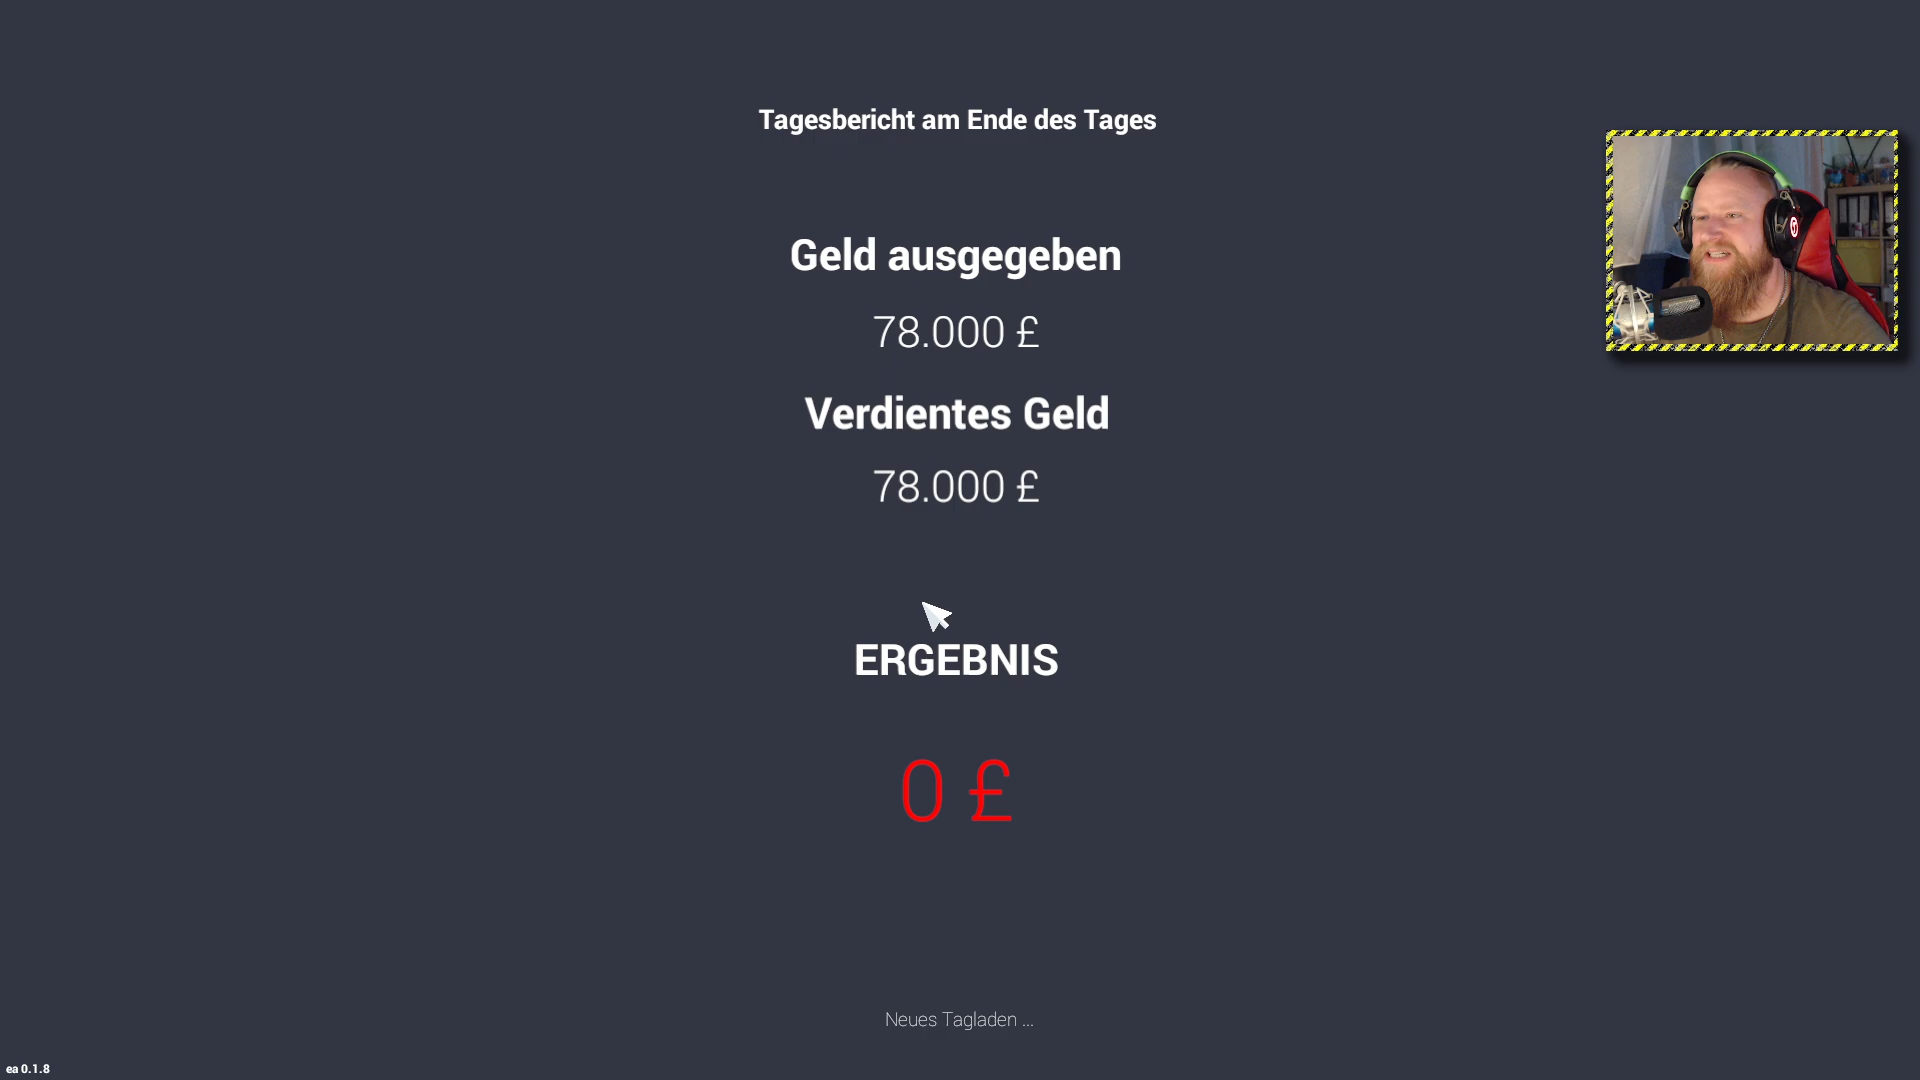 Tagesbericht am Ende des Tages
Geld ausgegeben
78.000 £
Verdientes Geld
78.000 £
ERGEBNIS
0 £
Neues Tagladen ...
ea 0.1.8